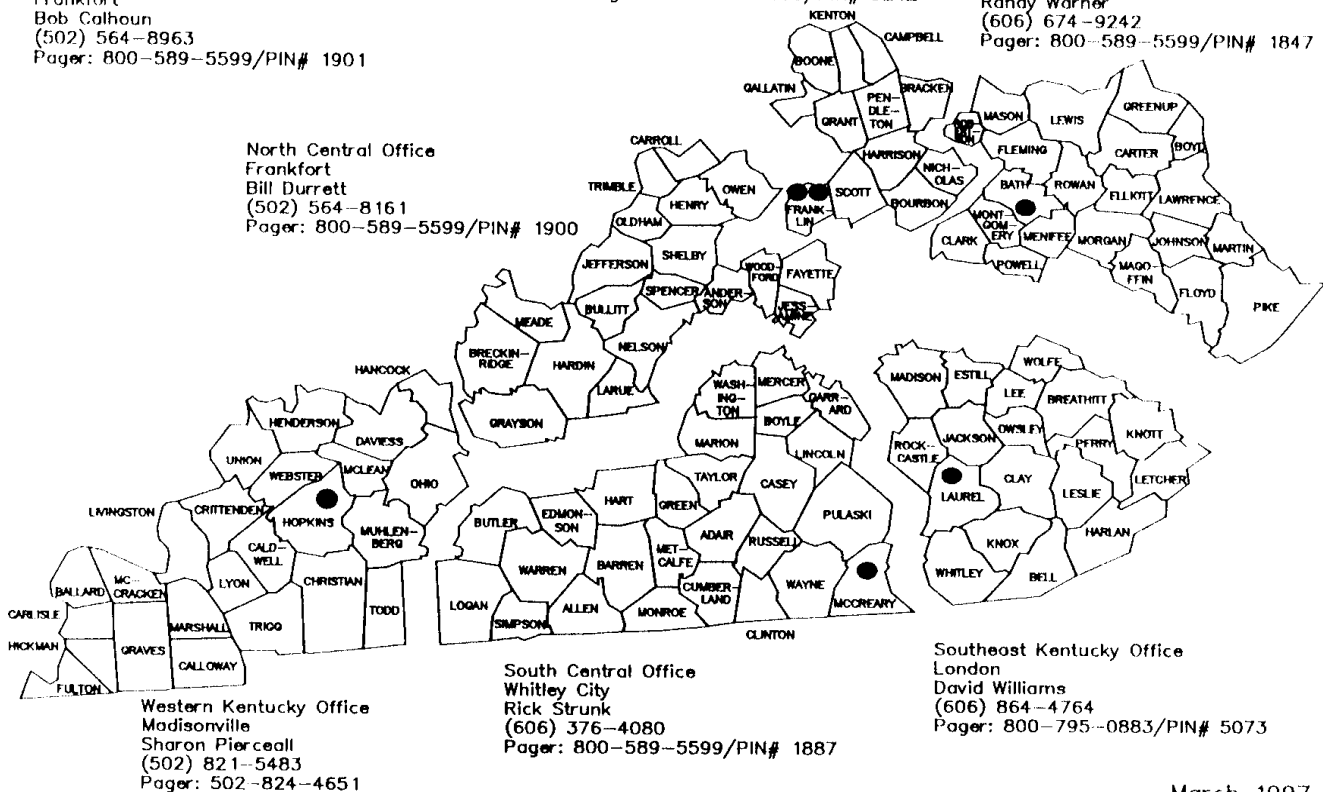 Bob Calhoun
(502) 564-8963
Pager: 800-589-5599/PIN# 1901
Randy Warner
(606) 674-9242
Pager: 800-589-5599/PIN# 1847
KENTON
CAMPBELL
BOONE
GALLATIN
BRACKEN
PEN-
DLE-
TON
GRANT
MASON
LEWIS
GREENUP
FLEMING
CARTER
BOYD
HARRISON
NICH-
OLAS
North Central Office
Frankfort
Bill Durrett
(502) 564-8161
Pager: 800-589-5599/PIN# 1900
CARROLL
TRIMBLE
OWEN
HENRY
OLDHAM
FRANK-
LIN
SCOTT
BOURBON
BATH
ROWAN
ELLIOTT
LAWRENCE
MONT-
GOM-
ERY
CLARK
MENIFEE
MORGAN
JOHNSON
MARTIN
POWELL
MAGO-
FFIN
FLOYD
PIKE
JEFFERSON
SHELBY
WOOD-
FORD
FAYETTE
SPENCER
ANDER-
SON
JESS-
AMINE
BULLITT
MEADE
NELSON
BRECKIN-
RIDGE
HARDIN
LARUE
GRAYSON
HANCOCK
WASH-
ING-
TON
MERCER
GARR-
ARD
BOYLE
MARION
LINCOLN
MADISON
ESTILL
WOLFE
LEE
BREATHITT
OWSLEY
JACKSON
PERRY
KNOTT
ROCK-
CASTLE
LAUREL
CLAY
LESLIE
LETCHER
HARLAN
KNOX
WHITLEY
BELL
HENDERSON
DAVIESS
UNION
WEBSTER
MCLEAN
OHIO
LIVINGSTON
CRITTENDEN
HOPKINS
MUHLEN-
BERG
CALD-
WELL
LYON
CHRISTIAN
TODD
BALLARD
MC-
CRACKEN
CARLISLE
MARSHALL
TRIGG
HICKMAN
GRAVES
CALLOWAY
FULTON
BUTLER
EDMON-
SON
HART
GREEN
TAYLOR
CASEY
PULASKI
ADAIR
RUSSELL
WARREN
BARREN
MET-
CALFE
LOGAN
SIMPSON
ALLEN
MONROE
CUMBER-
LAND
WAYNE
MCCREARY
CLINTON
Western Kentucky Office
Madisonville
Sharon Pierceall
(502) 821-5483
Pager: 502-824-4651
South Central Office
Whitley City
Rick Strunk
(606) 376-4080
Pager: 800-589-5599/PIN# 1887
Southeast Kentucky Office
London
David Williams
(606) 864-4764
Pager: 800-795-0883/PIN# 5073